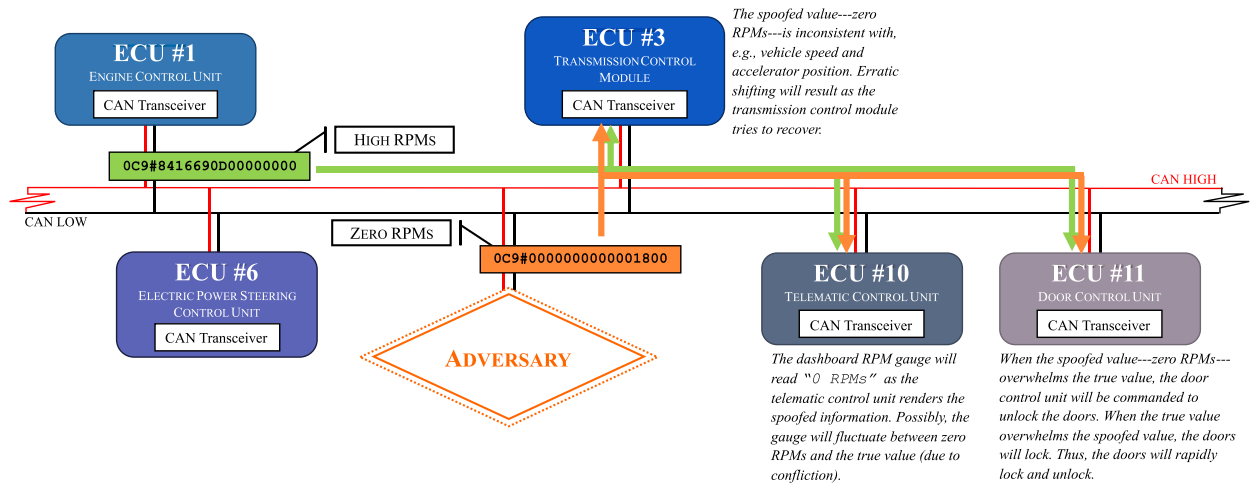 ECU #1
ENGINE CONTROL UNIT
CAN Transceiver
ECU #3
TRANSMISSION CONTROL
MODULE
CAN Transceiver
The spoofed value---zero
RPMs---is inconsistent with,
e.g., vehicle speed and
accelerator position. Erratic
shifting will result as the
transmission control module
tries to recover.
HIGH RPMS
0C9#8416690D00000000
CAN HIGH
CAN LOW
ZERO RPMS
0C9#0000000000001800
ECU #6
ELECTRIC POWER STEERING
CONTROL UNIT
CAN Transceiver
ADVERSARY
ECU #10
TELEMATIC CONTROL UNIT
CAN Transceiver
The dashboard RPM gauge will
read "0 RPMs" as the
telematic control unit renders the
spoofed information. Possibly, the
gauge will fluctuate between zero
RPMs and the true value (due to
confliction).
ECU #11
DOOR CONTROL UNIT
CAN Transceiver
When the spoofed value---zero RPMs---
overwhelms the true value, the door
control unit will be commanded to
unlock the doors. When the true value
overwhelms the spoofed value, the doors
will lock. Thus, the doors will rapidly
lock and unlock.